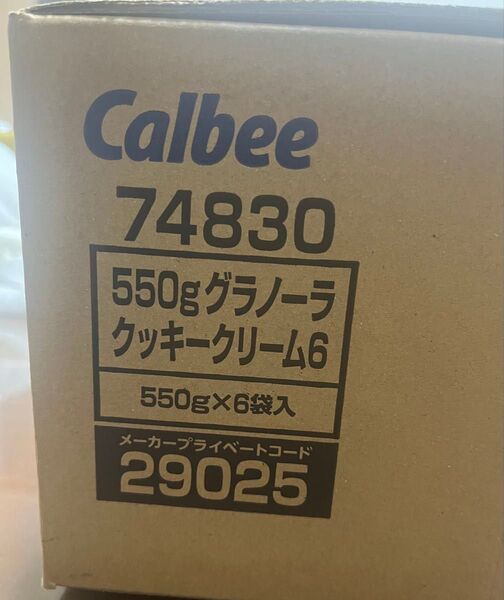 Calbee
74830
550gグラノーラ
クッキークリーム6
550g×6袋入
メーカープライベートコード
29025